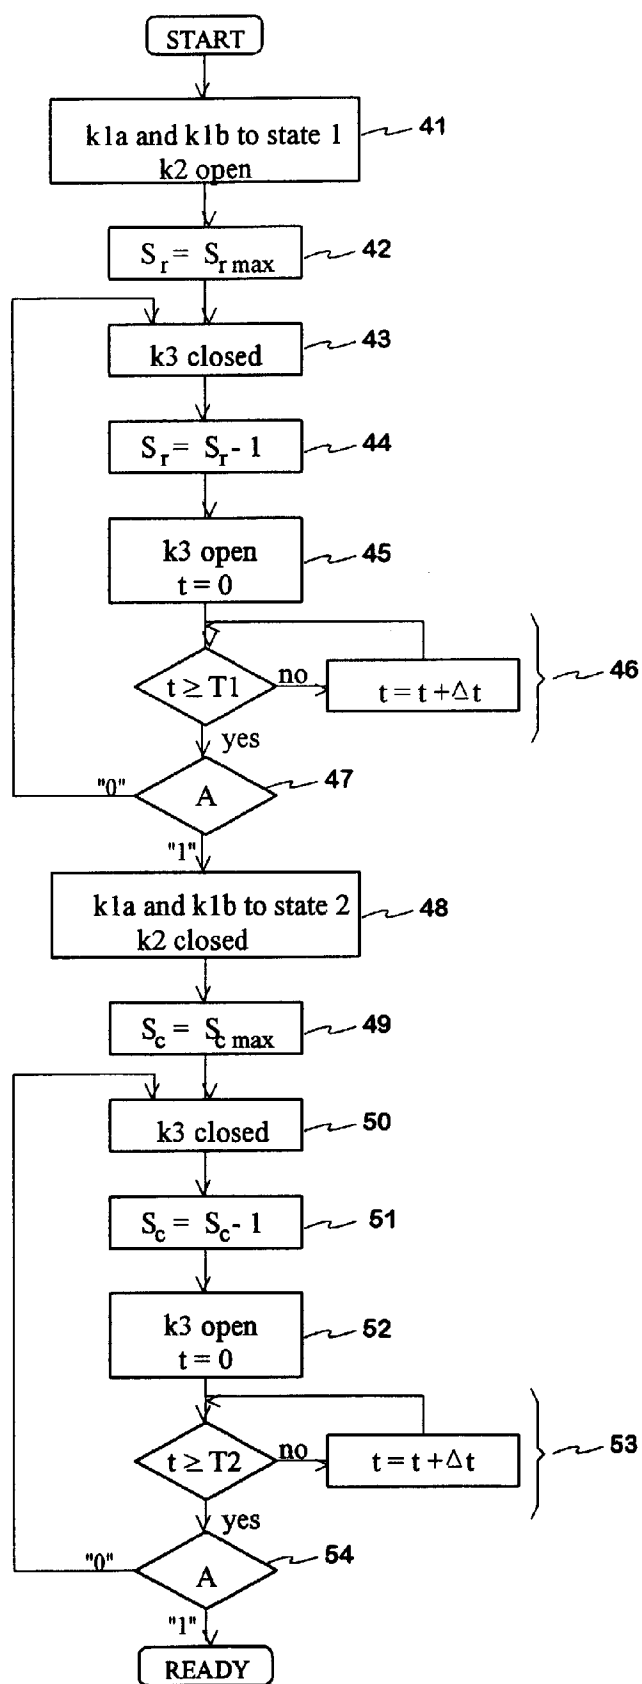 START
k1a and k1b to state 1
k2 open
41
S_r = S_r max
42
k3 closed
43
S_r = S_r - 1
44
k3 open
t = 0
45
t ≥ T1
no
t = t + Δt
46
yes
A
"0"
47
"1"
k1a and k1b to state 2
k2 closed
48
S_c = S_c max
49
k3 closed
50
S_c = S_c - 1
51
k3 open
t = 0
52
t ≥ T2
no
t = t + Δt
53
yes
A
"0"
54
"1"
READY